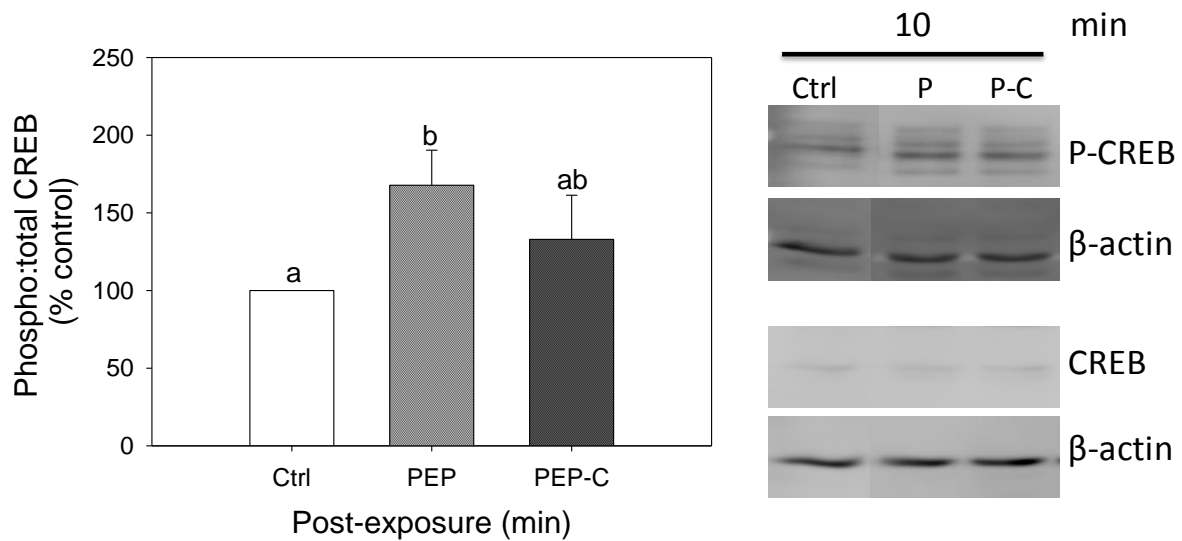 Phospho:total CREB
(% control)
250
200
150
100
50
0
a
b
ab
Ctrl PEP PEP-C
Post-exposure (min)
10 min
Ctrl P P-C
P-CREB
β-actin
CREB
β-actin